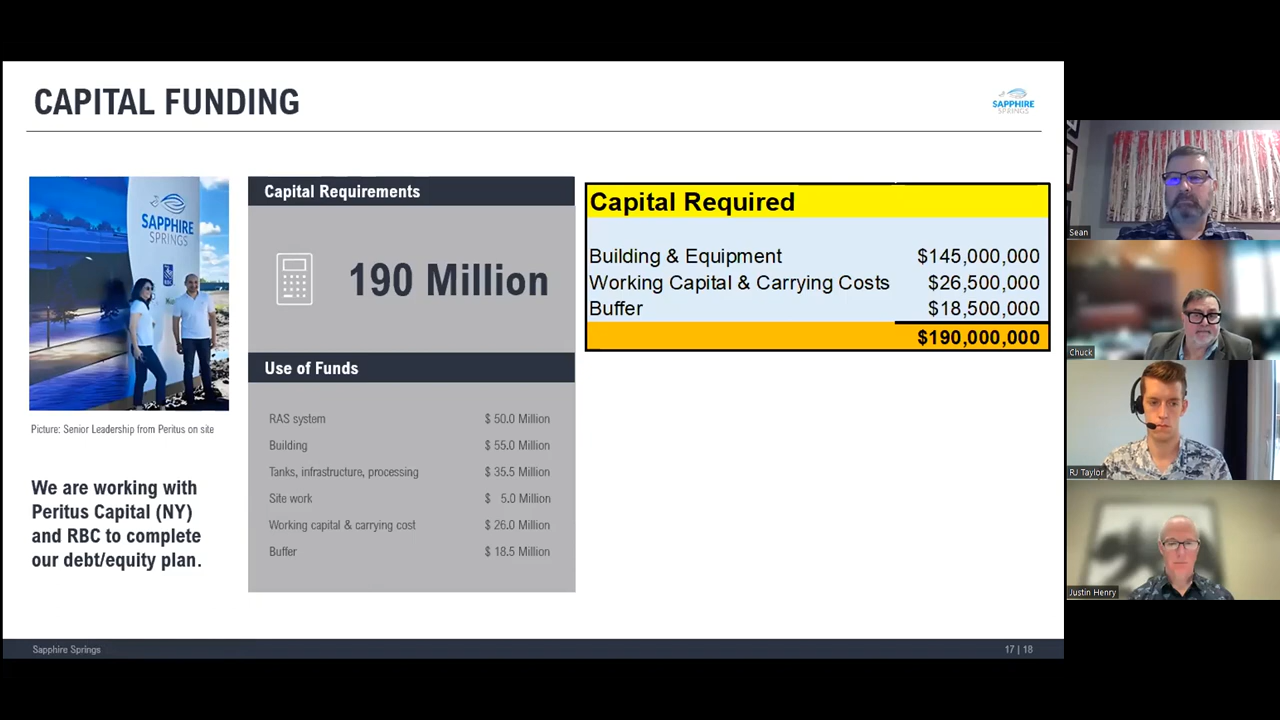 CAPITAL FUNDING
SAPPHIRE
SPRINGS
SAPPHIRE
SPRINGS
RBC
Picture: Senior Leadership from Peritus on site
We are working with
Peritus Capital (NY)
and RBC to complete
our debt/equity plan.
Capital Requirements
190 Million
Use of Funds
RAS system $ 50.0 Million
Building $ 55.0 Million
Tanks, infrastructure, processing $ 35.5 Million
Site work $ 5.0 Million
Working capital & carrying cost $ 26.0 Million
Buffer $ 18.5 Million
Capital Required
Building & Equipment $145,000,000
Working Capital & Carrying Costs $26,500,000
Buffer $18,500,000
$190,000,000
Sapphire Springs
17 | 18
Sean
Chuck
RJ Taylor
Justin Henry